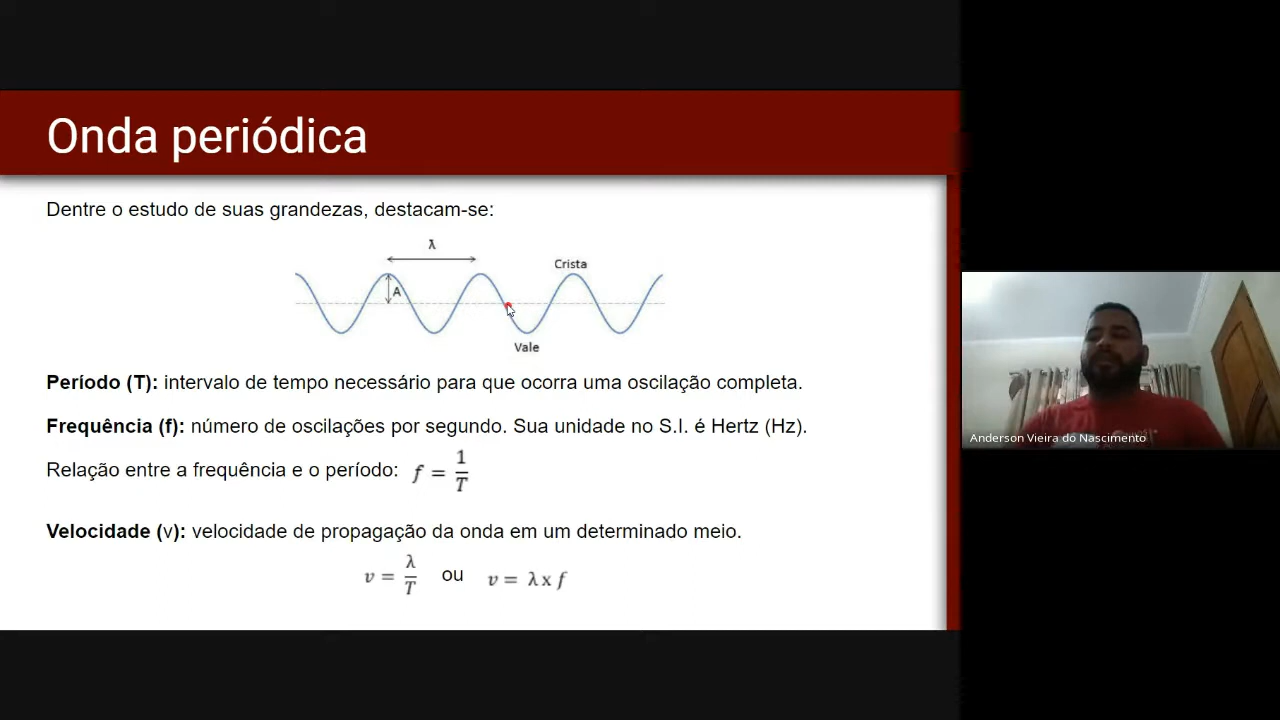 Onda periódica
Dentre o estudo de suas grandezas, destacam-se:
λ
Crista
A
Vale
Período (T): intervalo de tempo necessário para que ocorra uma oscilação completa.
Frequência (f): número de oscilações por segundo. Sua unidade no S.I. é Hertz (Hz).
Relação entre a frequência e o período: f = 1/T
Velocidade (v): velocidade de propagação da onda em um determinado meio.
v = λ/T ou v = λ x f
Anderson Vieira do Nascimento